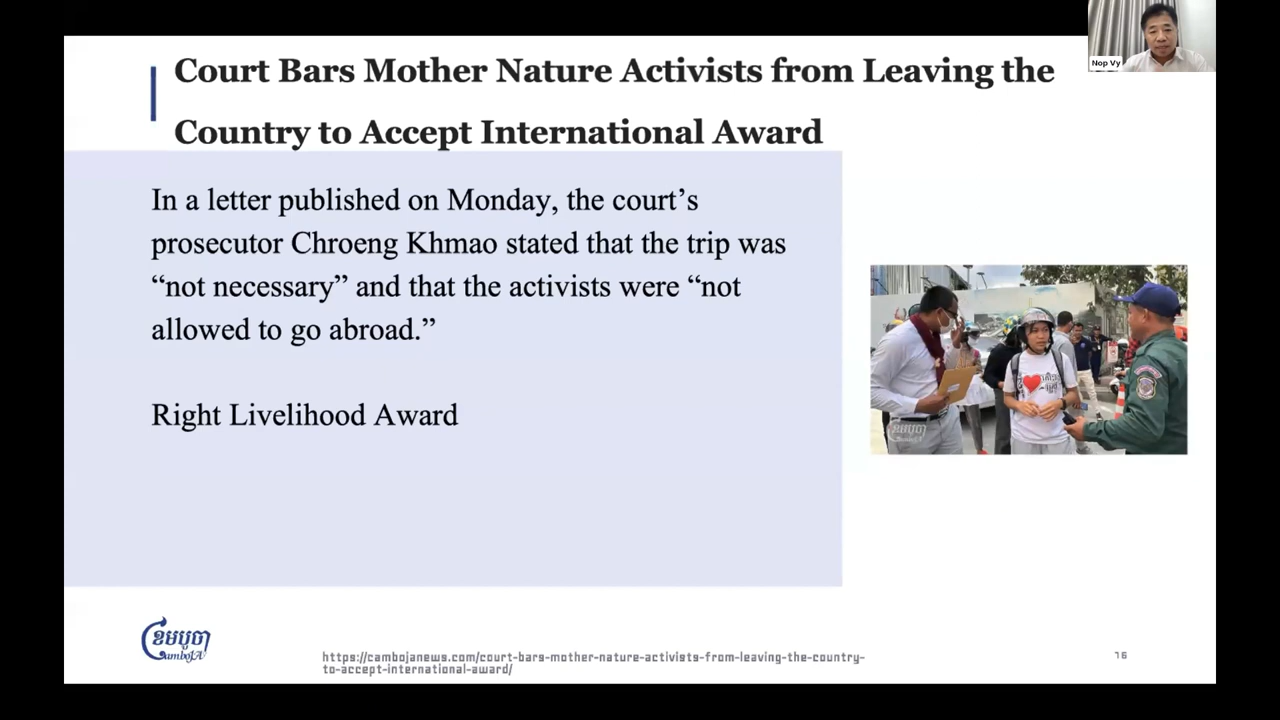 Court Bars Mother Nature Activists from Leaving the
Country to Accept International Award
Nop Vy
In a letter published on Monday, the court’s
prosecutor Chroeng Khmao stated that the trip was
“not necessary” and that the activists were “not
allowed to go abroad.”
Right Livelihood Award
ខមបូចា
CamboJA
https://cambojanews.com/court-bars-mother-nature-activists-from-leaving-the-country-
to-accept-international-award/
16